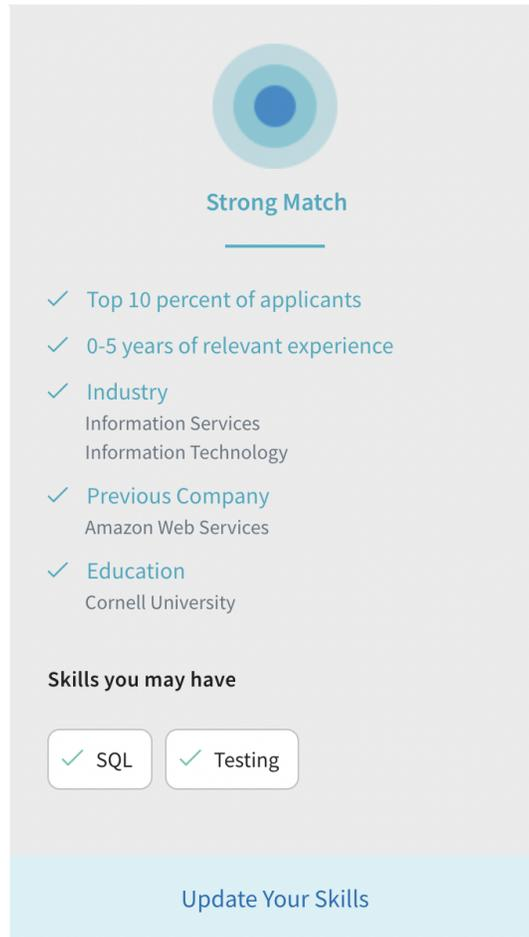 Strong Match
Top 10 percent of applicants
0-5 years of relevant experience
Industry
Information Services
Information Technology
Previous Company
Amazon Web Services
Education
Cornell University
Skills you may have
SQL
Testing
Update Your Skills